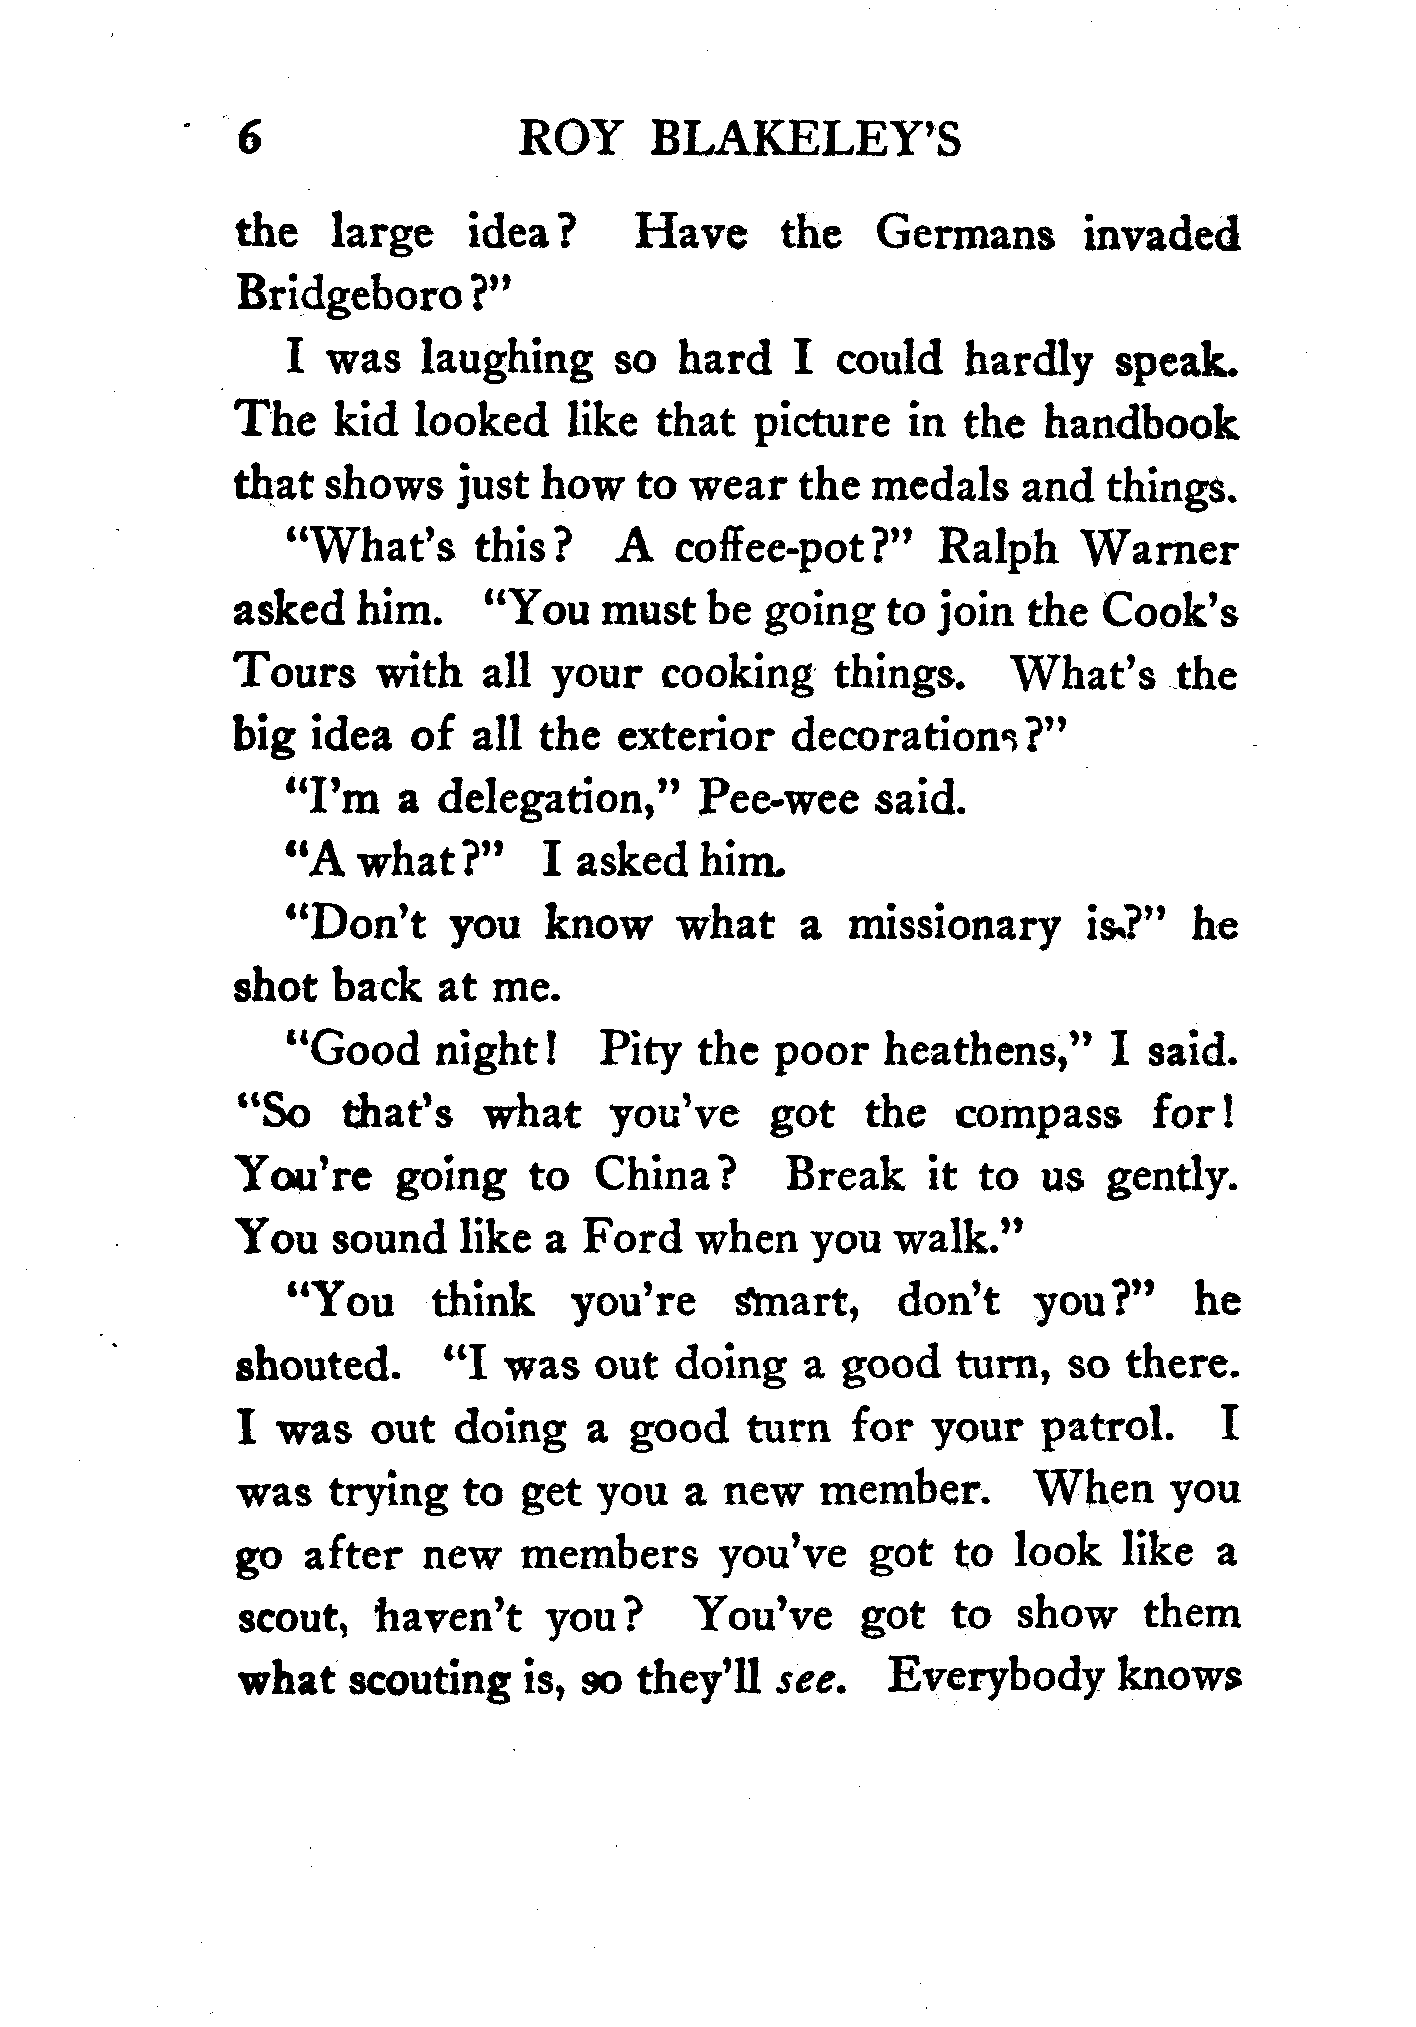 6 ROY BLAKELEY'S
the large idea? Have the Germans invaded
Bridgeboro?"
I was laughing so hard I could hardly speak.
The kid looked like that picture in the handbook
that shows just how to wear the medals and things.
"What's this? A coffee-pot?" Ralph Warner
asked him. "You must be going to join the Cook's
Tours with all your cooking things. What's the
big idea of all the exterior decorations?"
"I'm a delegation," Pee-wee said.
"A what?" I asked him.
"Don't you know what a missionary is?" he
shot back at me.
"Good night! Pity the poor heathens," I said.
"So that's what you've got the compass for!
You're going to China? Break it to us gently.
You sound like a Ford when you walk."
"You think you're smart, don't you?" he
shouted. "I was out doing a good turn, so there.
I was out doing a good turn for your patrol. I
was trying to get you a new member. When you
go after new members you've got to look like a
scout, haven't you? You've got to show them
what scouting is, so they'll see. Everybody knows